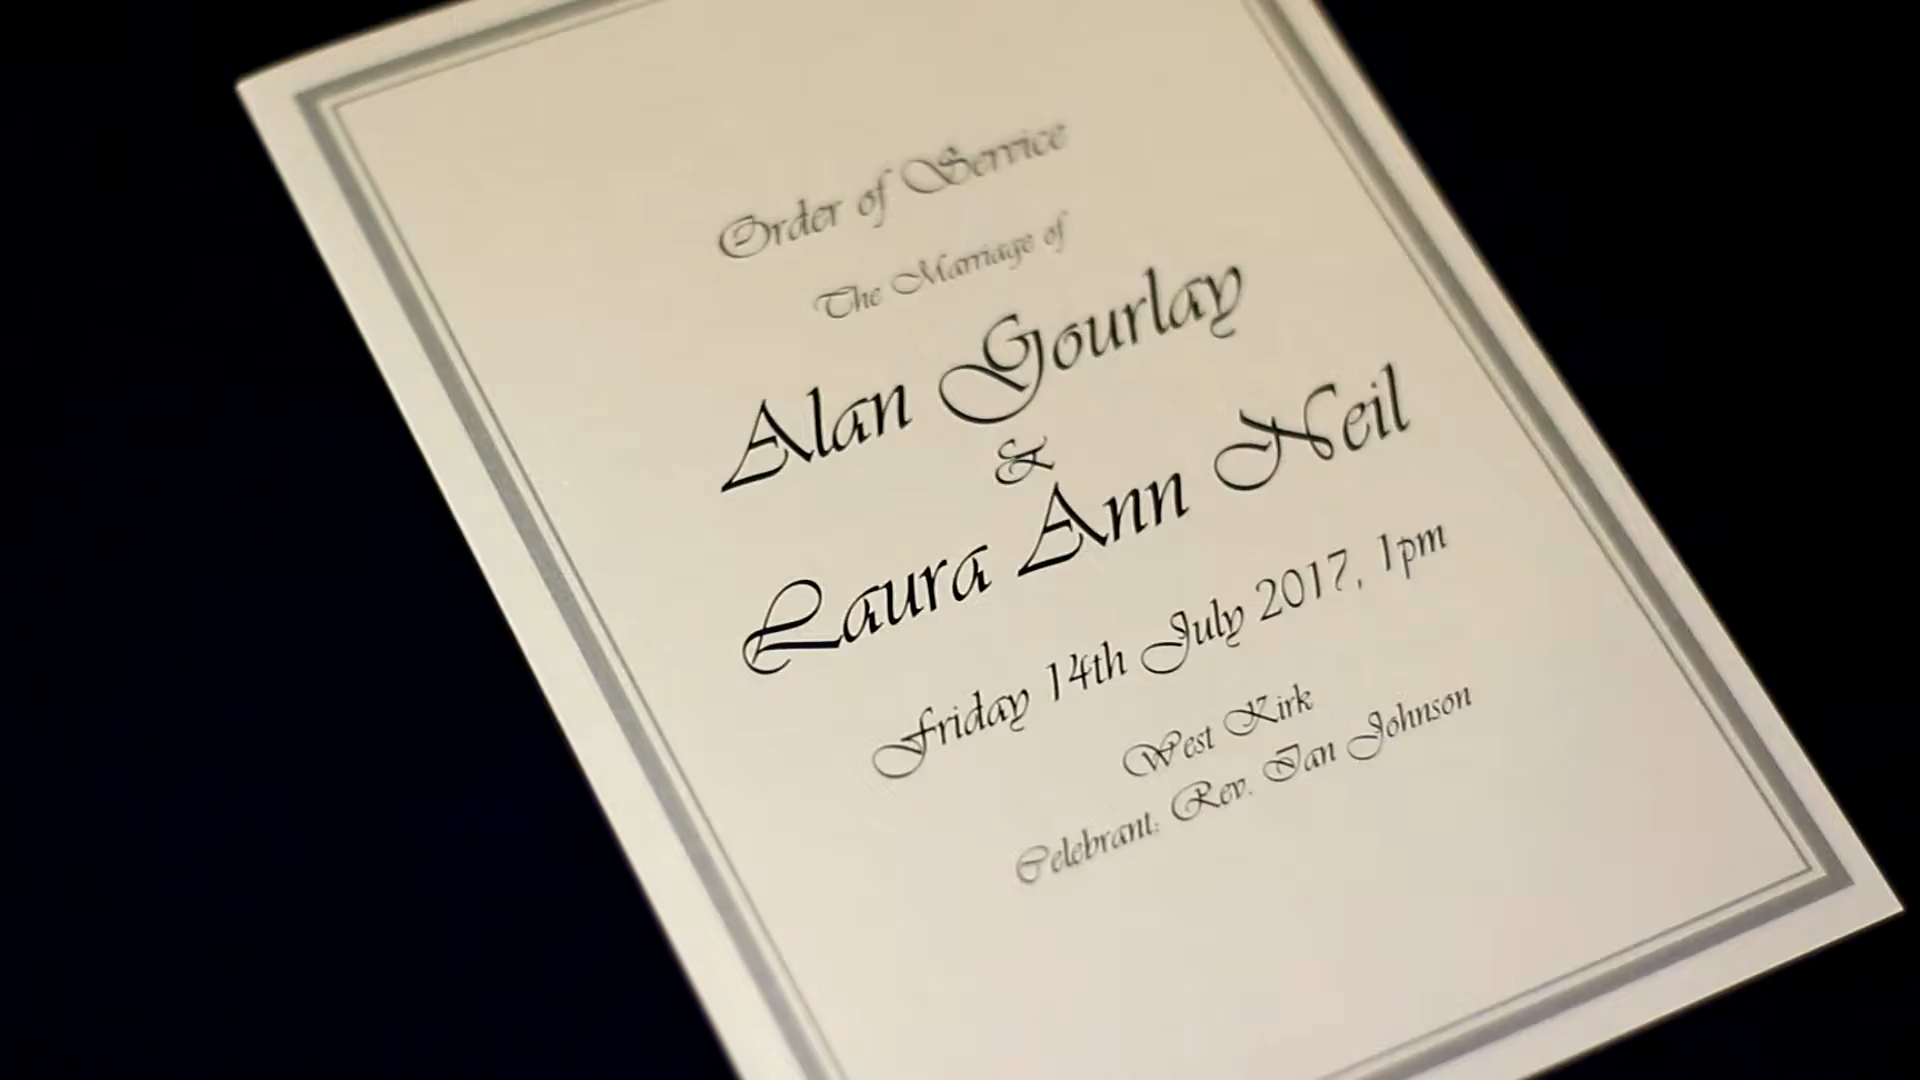 Order of Service
The Marriage of
Alan Gourlay
&
Laura Ann Neil
Friday 14th July 2017, 1pm
West Kirk
Celebrant: Rev. Ian Johnson